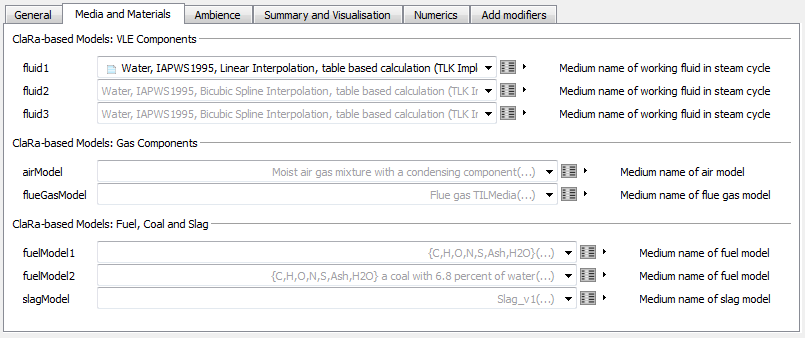 General Media and Materials Ambience Summary and Visualisation Numerics Add modifiers
ClaRa-based Models: VLE Components
fluid1 Water, IAPWS1995, Linear Interpolation, table based calculation (TLK Impl Medium name of working fluid in steam cycle
fluid2 Water, IAPWS1995, Bicubic Spline Interpolation, table based calculation (TLK I Medium name of working fluid in steam cycle
fluid3 Water, IAPWS1995, Bicubic Spline Interpolation, table based calculation (TLK I Medium name of working fluid in steam cycle
ClaRa-based Models: Gas Components
airModel Moist air gas mixture with a condensing component(...) Medium name of air model
flueGasModel Flue gas TILMedia(...) Medium name of flue gas model
ClaRa-based Models: Fuel, Coal and Slag
fuelModel1 {C,H,O,N,S,Ash,H2O}(...) Medium name of fuel model
fuelModel2 {C,H,O,N,S,Ash,H2O} a coal with 6.8 percent of water(...) Medium name of fuel model
slagModel Slag_v1(...) Medium name of slag model